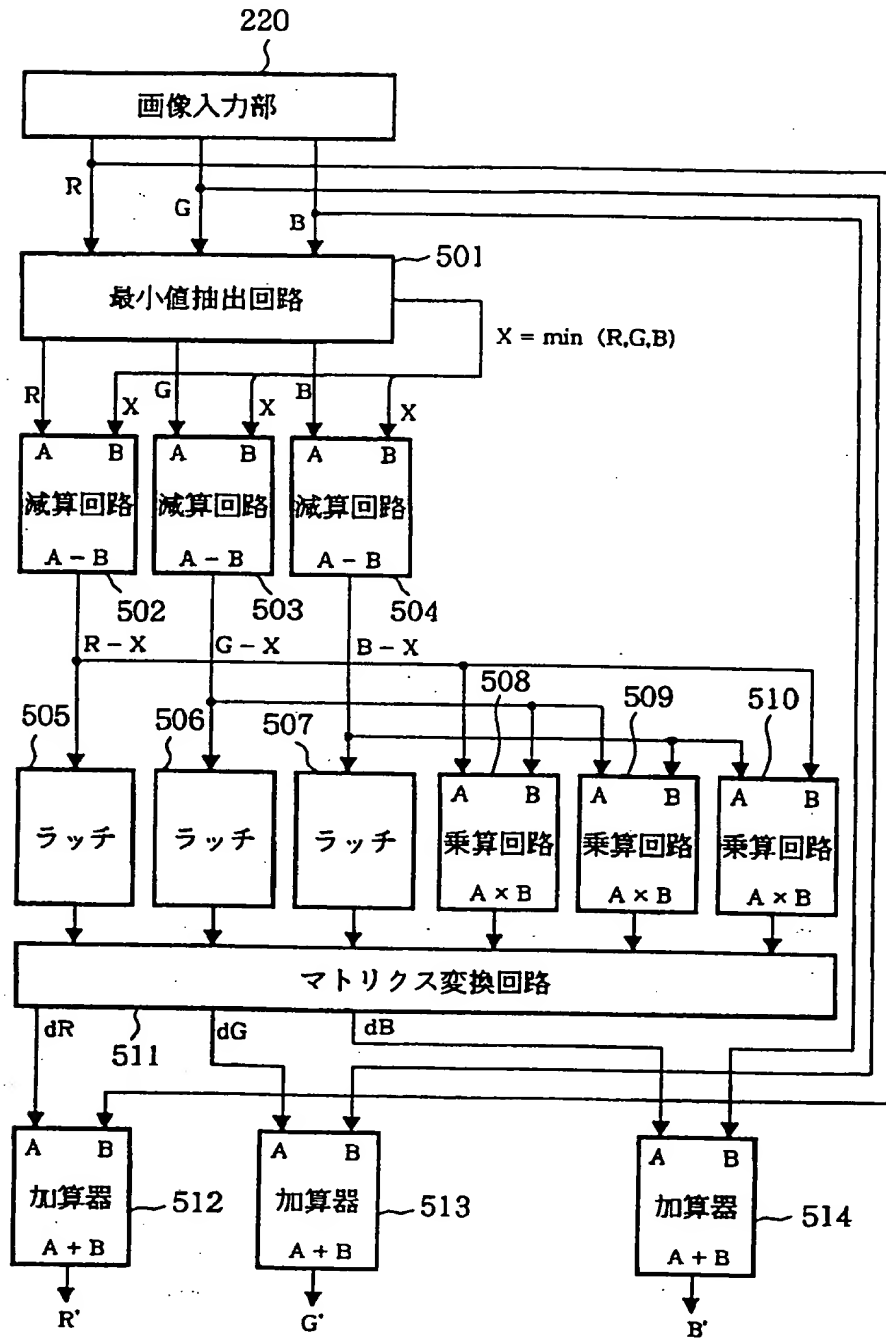 220
画像入力部
R
G
B
501
最小値抽出回路
X = min (R,G,B)
R
X
G
X
B
X
A B
減算回路
A − B
A B
減算回路
A − B
A B
減算回路
A − B
502
503
504
R − X
G − X
B − X
505
506
507
508
509
510
ラッチ
ラッチ
ラッチ
A B
乗算回路
A × B
A B
乗算回路
A × B
A B
乗算回路
A × B
マトリクス変換回路
511
dR
dG
dB
A B
加算器
A + B
512
A B
加算器
A + B
513
A B
加算器
A + B
514
R'
G'
B'